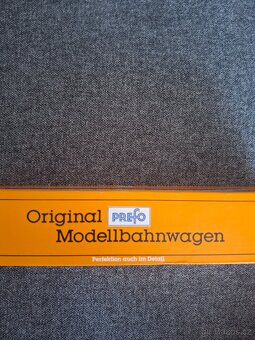 Original PREFO
Modellbahnwagen
Perfektion auch im Detail